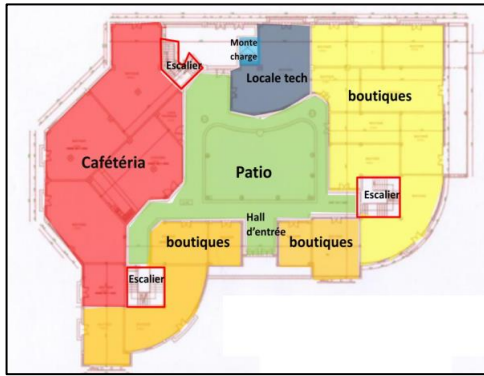 Monte
charge
Escalier
Locale tech
boutiques
Cafétéria
Patio
Escalier
Hall
d'entrée
boutiques
boutiques
Escalier